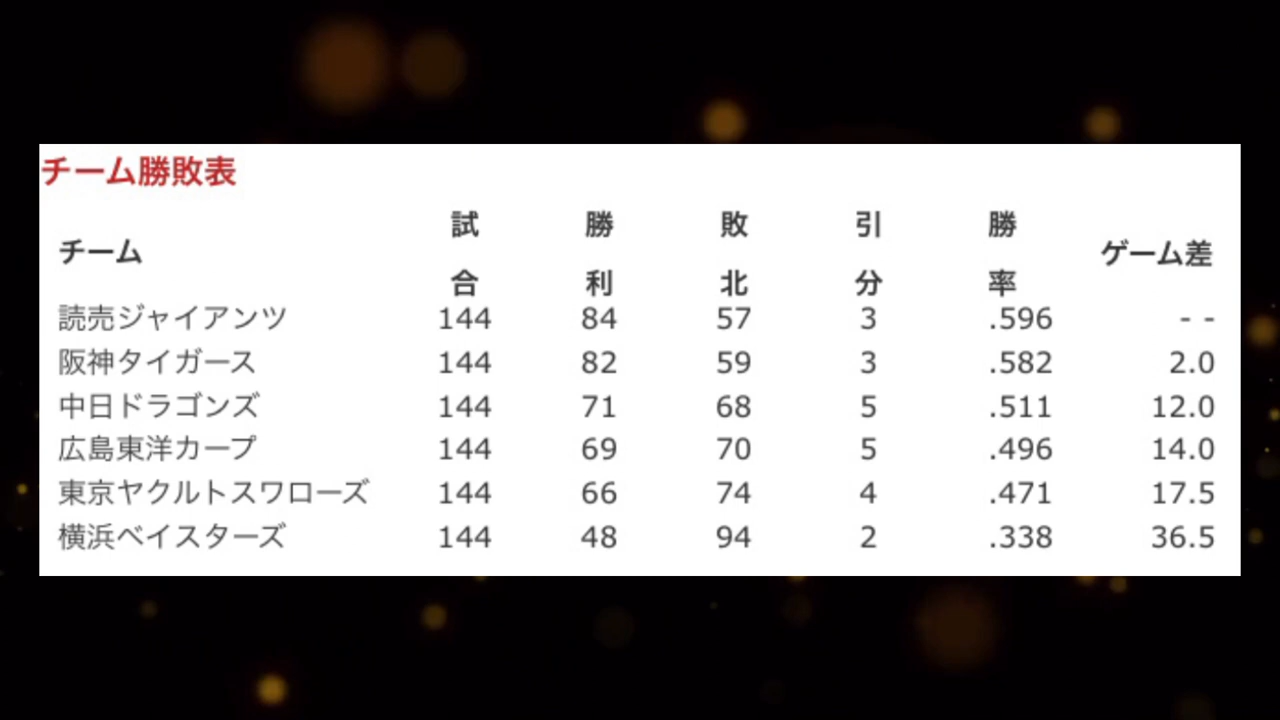 チーム勝敗表
チーム 試合 勝利 敗北 引分 勝率 ゲーム差
読売ジャイアンツ 144 84 57 3 .596 - -
阪神タイガース 144 82 59 3 .582 2.0
中日ドラゴンズ 144 71 68 5 .511 12.0
広島東洋カープ 144 69 70 5 .496 14.0
東京ヤクルトスワローズ 144 66 74 4 .471 17.5
横浜ベイスターズ 144 48 94 2 .338 36.5